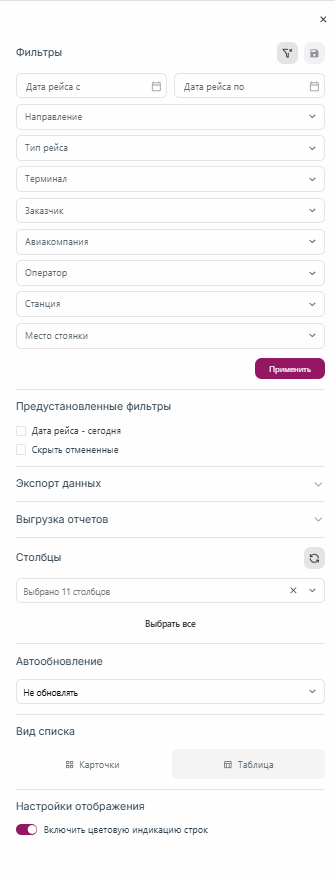 Фильтры
Дата рейса с
Дата рейса по
Направление
Тип рейса
Терминал
Заказчик
Авиакомпания
Оператор
Станция
Место стоянки
Применить
Предустановленные фильтры
Дата рейса - сегодня
Скрыть отмененные
Экспорт данных
Выгрузка отчетов
Столбцы
Выбрано 11 столбцов
Выбрать все
Автообновление
Не обновлять
Вид списка
Карточки
Таблица
Настройки отображения
Включить цветовую индикацию строк